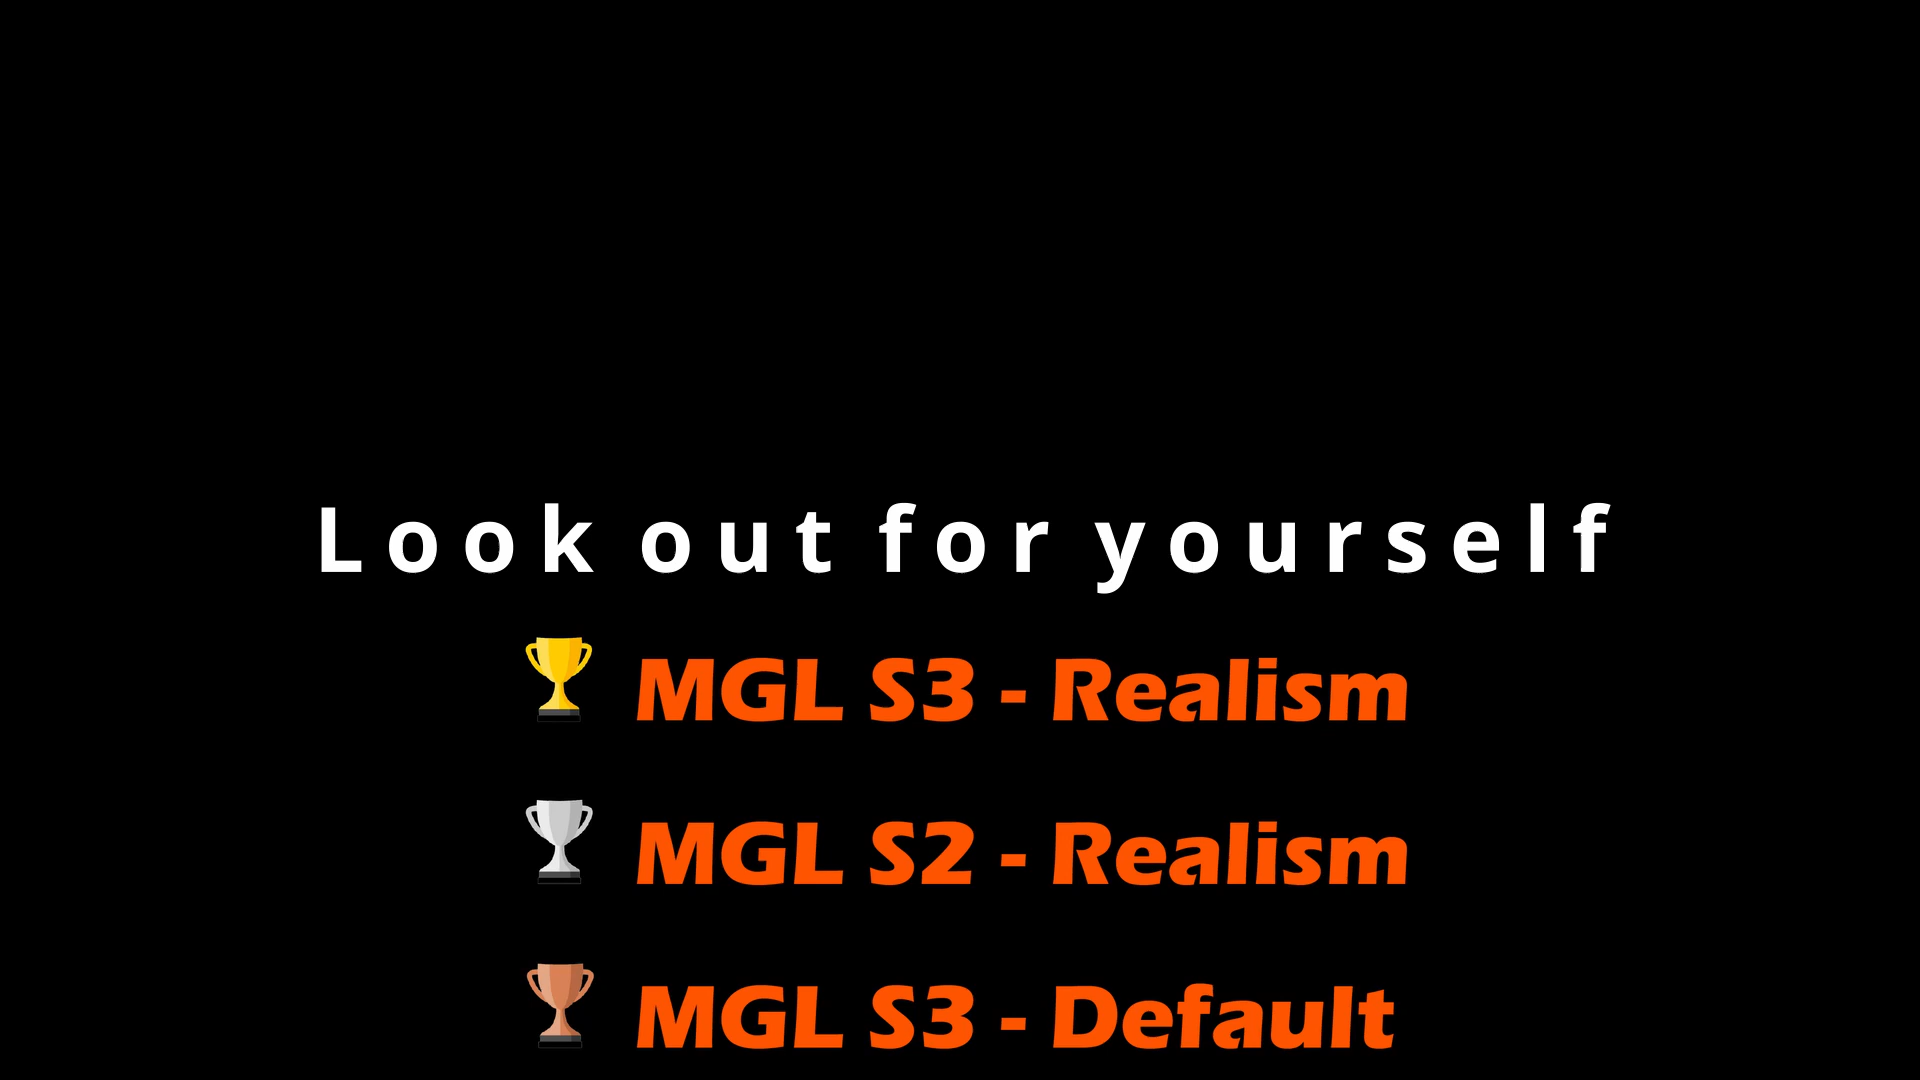 Look out for yourself
MGL S3 - Realism
MGL S2 - Realism
MGL S3 - Default